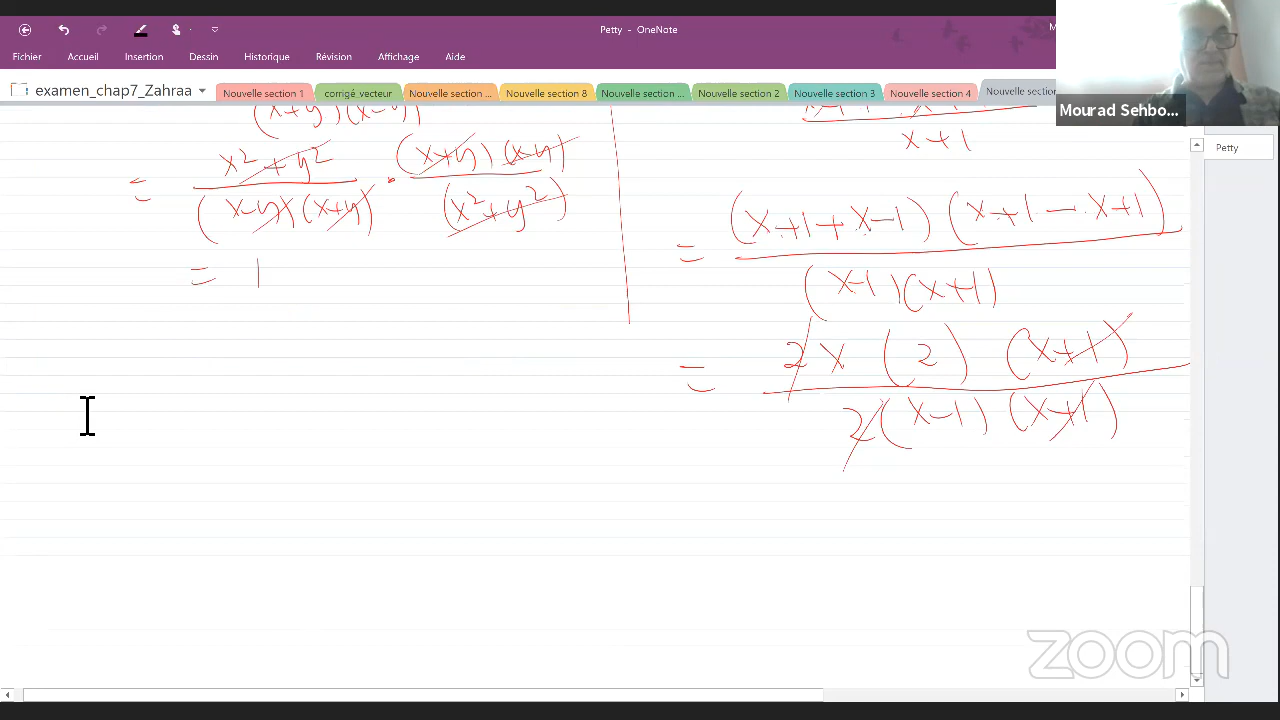 Petty - OneNote
Fichier Accueil Insertion Dessin Historique Révision Affichage Aide
Mourad Sehbo...
examen_chap7_Zahraa
Nouvelle section 1 corrigé_vecteur Nouvelle section ... Nouvelle section 8 Nouvelle section ... Nouvelle section 2 Nouvelle section 3 Nouvelle section 4 Nouvelle section
Petty
(x+y)(x-y)
= x² + y² / (x-y)(x+y) · (x+y)(x-y) / (x²+y²)
= 1
x+1
= (x+1+x-1)(x+1-x+1) / (x-1)(x+1)
= 2x (2) (x+1) / 2(x-1)(x+1)
zoom